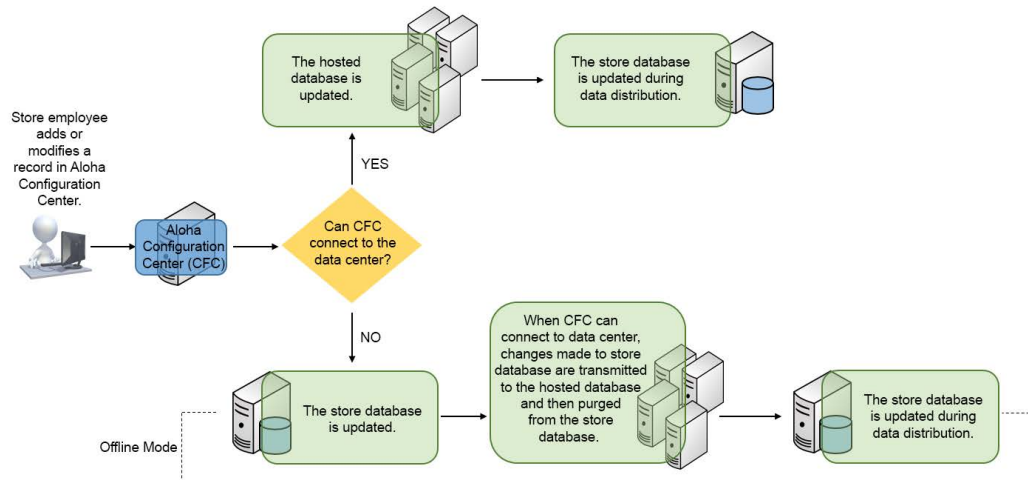 Store employee
adds or
modifies a
record in Aloha
Configuration
Center.
Aloha
Configuration
Center (CFC)
Can CFC
connect to the
data center?
YES
The hosted
database is
updated.
The store database
is updated during
data distribution.
NO
Offline Mode
The store database
is updated.
When CFC can
connect to data center,
changes made to store
database are transmitted
to the hosted database
and then purged
from the store
database.
The store database
is updated during
data distribution.